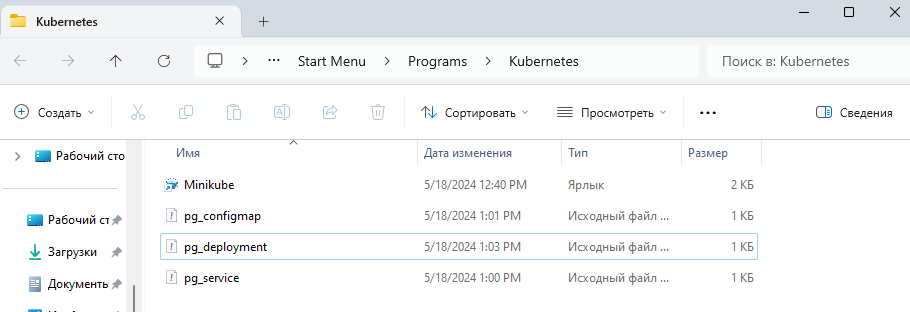 Kubernetes
Start Menu Programs Kubernetes Поиск в: Kubernetes
Создать Сортировать Просмотреть Сведения
Имя Дата изменения Тип Размер
Рабочий сто
Minikube 5/18/2024 12:40 PM Ярлык 2 КБ
Рабочий ст pg_configmap 5/18/2024 1:01 PM Исходный файл ... 1 КБ
Загрузки pg_deployment 5/18/2024 1:03 PM Исходный файл ... 1 КБ
Документы pg_service 5/18/2024 1:00 PM Исходный файл ... 1 КБ